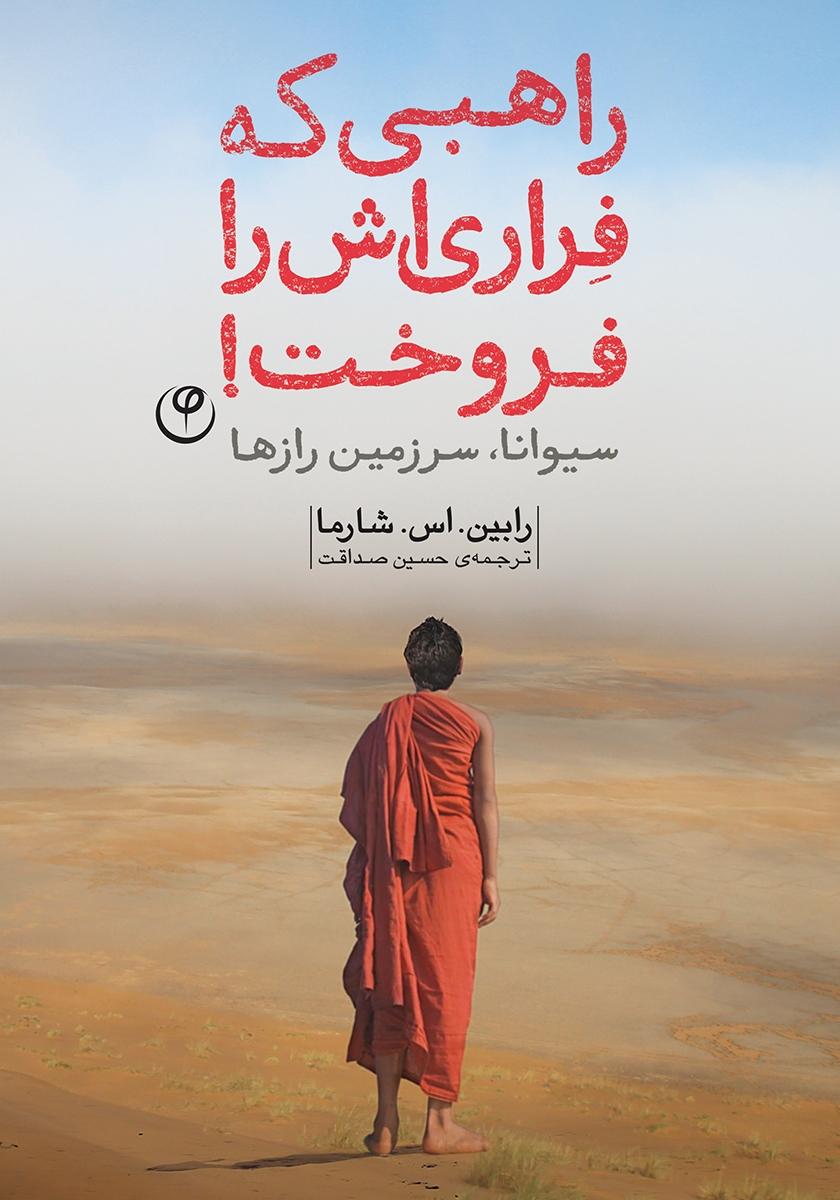 راهبی که
فِراری‌اش را
فروخت!
سیوانا، سرزمین رازها
رابین. اس. شارما
ترجمه‌ی حسین صداقت